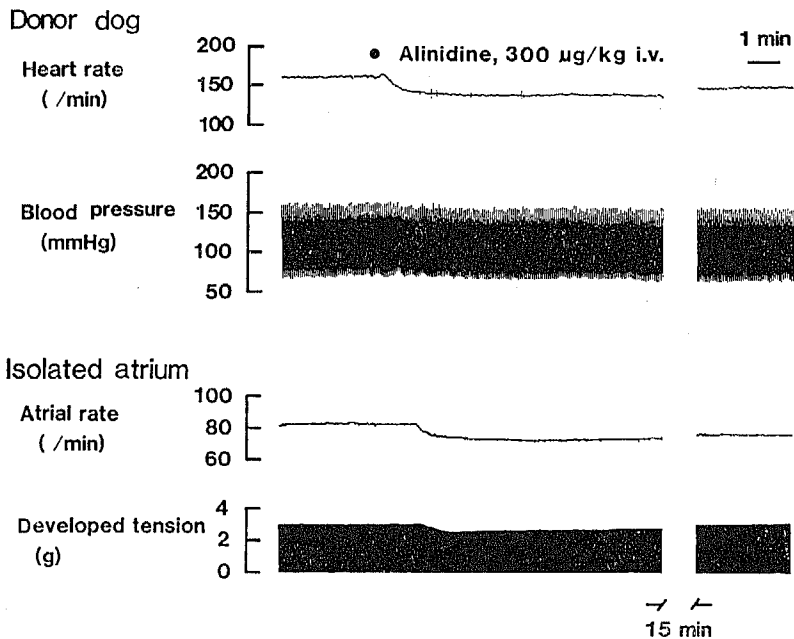 Donor dog
Heart rate
( /min)
200
150
100
● Alinidine, 300 µg/kg i.v.
1 min
Blood pressure
(mmHg)
200
150
100
50
Isolated atrium
Atrial rate
( /min)
100
80
60
Developed tension
(g)
4
2
0
15 min